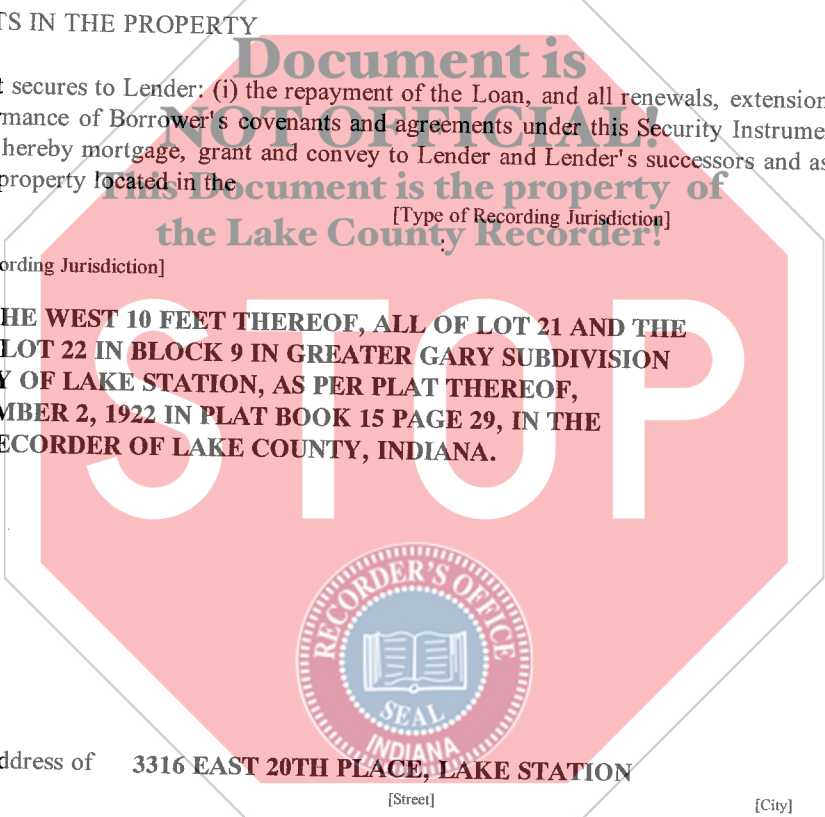 TS IN THE PROPERTY
Document is
t secures to Lender: (i) the repayment of the Loan, and all renewals, extension
rmance of Borrower's covenants and agreements under this Security Instrume
NOT OFFICIAL!
hereby mortgage, grant and convey to Lender and Lender's successors and as
property located in the
This Document is the property of
[Type of Recording Jurisdiction]
the Lake County Recorder!
:
ording Jurisdiction]
HE WEST 10 FEET THEREOF, ALL OF LOT 21 AND THE
LOT 22 IN BLOCK 9 IN GREATER GARY SUBDIVISION
Y OF LAKE STATION, AS PER PLAT THEREOF,
MBER 2, 1922 IN PLAT BOOK 15 PAGE 29, IN THE
ECORDER OF LAKE COUNTY, INDIANA.
STOP
RECORDER'S OFFICE
SEAL
INDIANA
ddress of 3316 EAST 20TH PLACE, LAKE STATION
[Street]
[City]